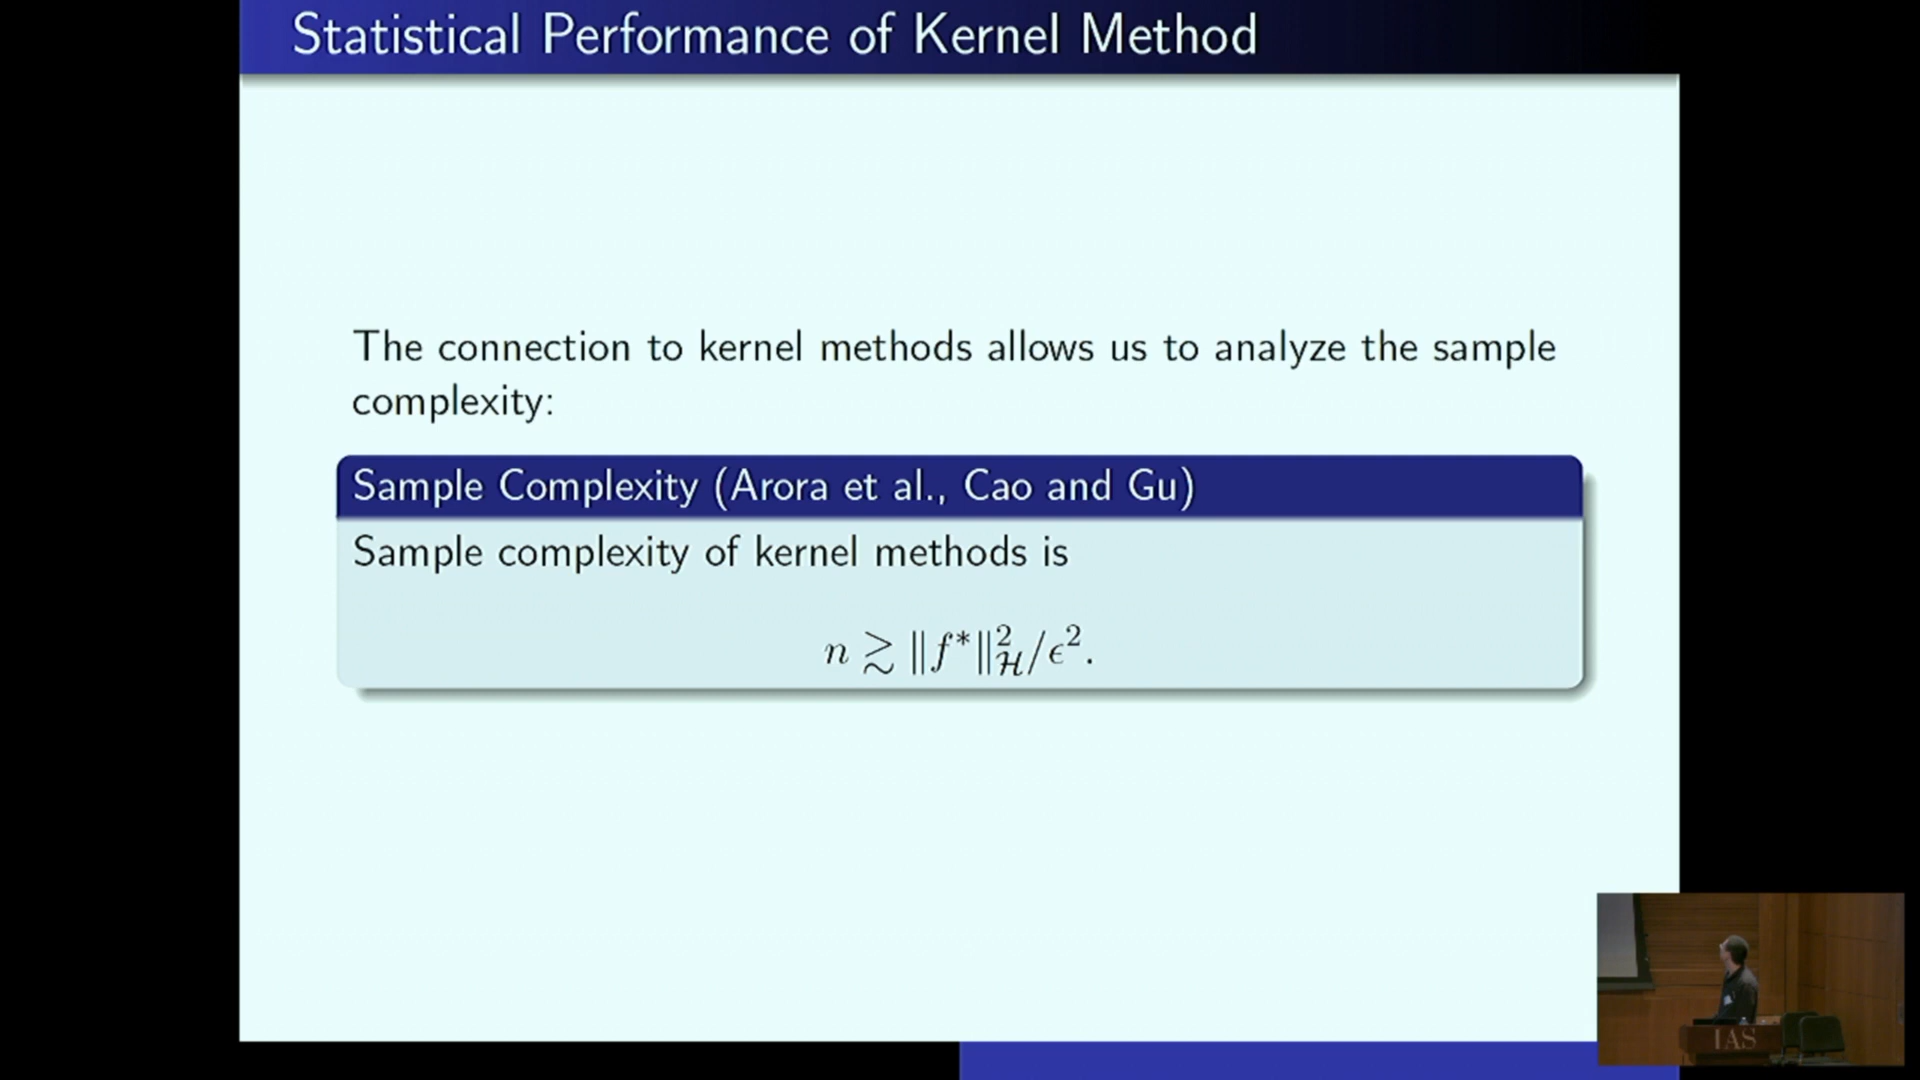 Statistical Performance of Kernel Method
The connection to kernel methods allows us to analyze the sample
complexity:
Sample Complexity (Arora et al., Cao and Gu)
Sample complexity of kernel methods is
n ≳ ‖f*‖²_ℋ/ϵ².
IAS